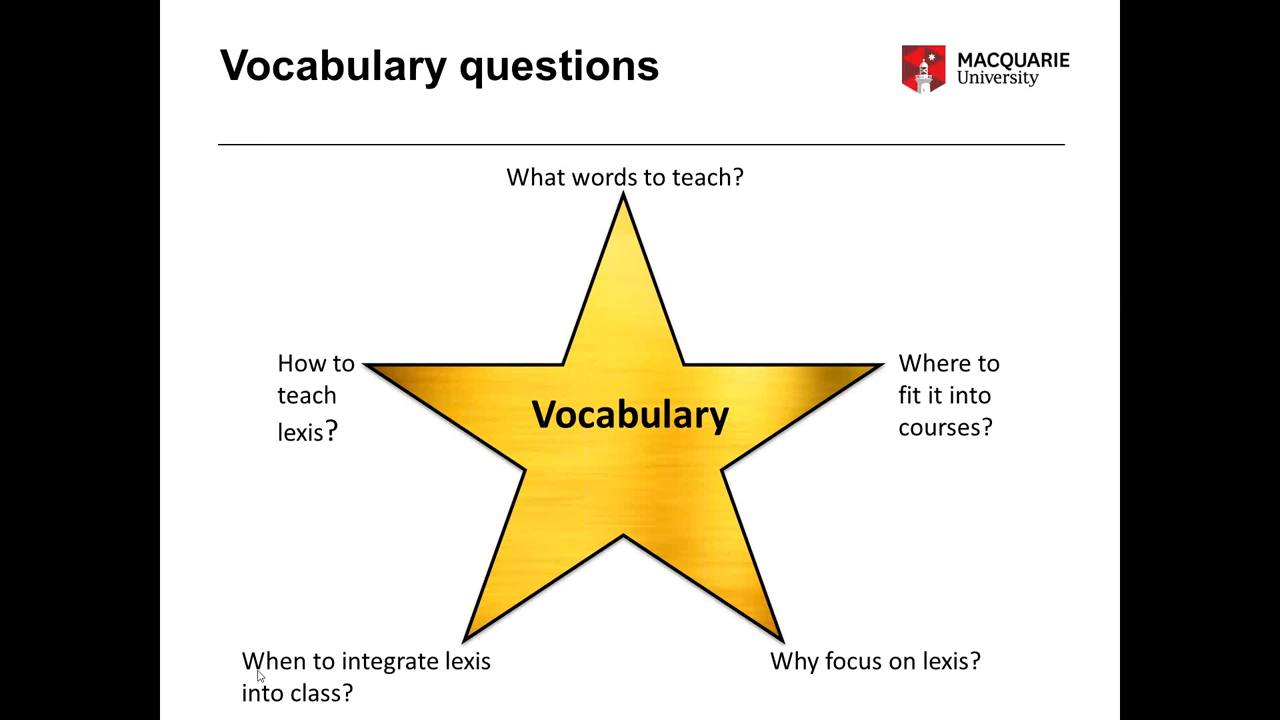 Vocabulary questions
MACQUARIE
University
What words to teach?
How to
teach
lexis?
Where to
fit it into
courses?
Vocabulary
When to integrate lexis
into class?
Why focus on lexis?